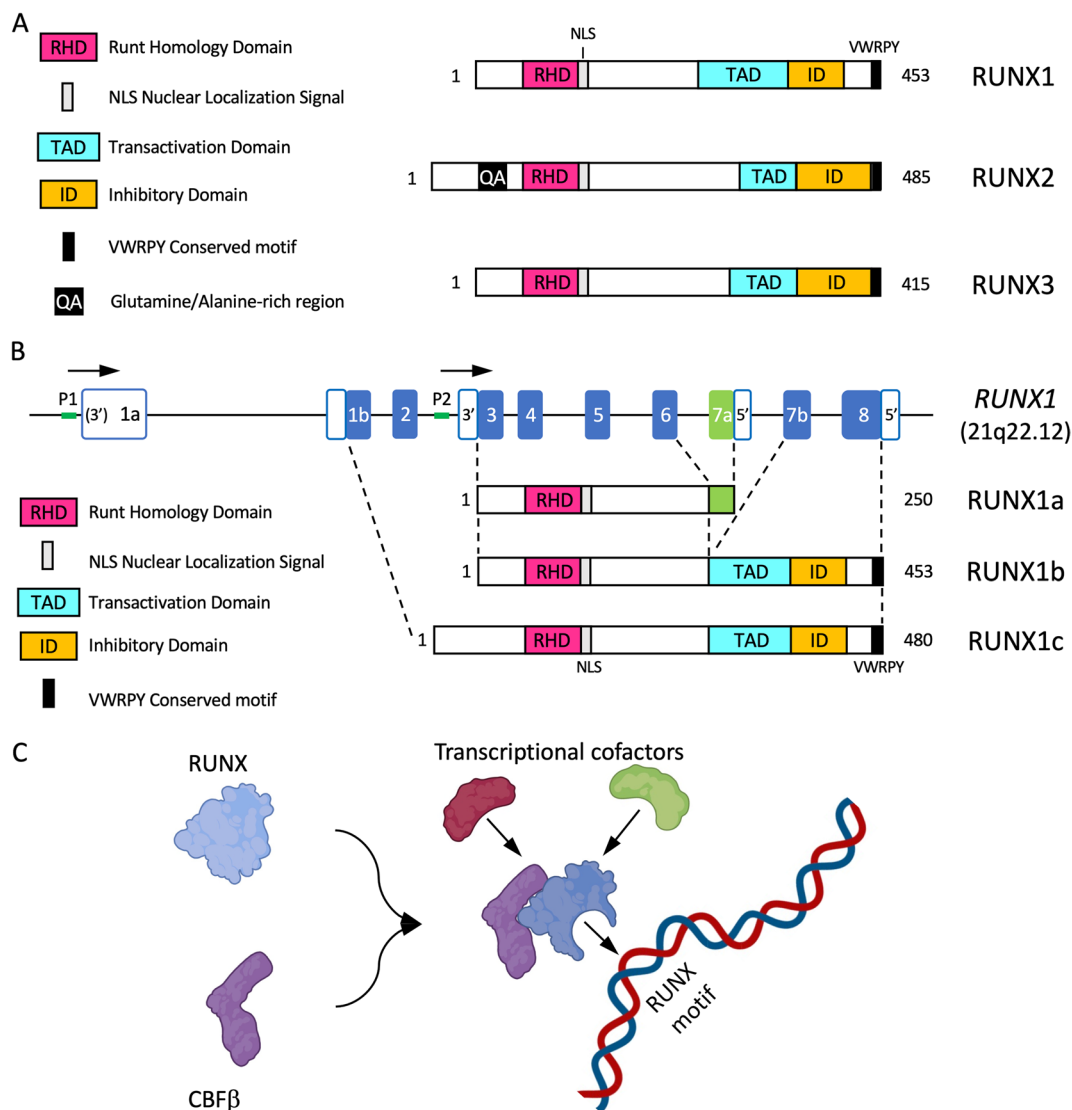 A
RHD Runt Homology Domain
NLS Nuclear Localization Signal
TAD Transactivation Domain
ID Inhibitory Domain
VWRPY Conserved motif
QA Glutamine/Alanine-rich region
NLS
VWRPY
1 RHD TAD ID 453 RUNX1
1 QA RHD TAD ID 485 RUNX2
1 RHD TAD ID 415 RUNX3
B
P1 (3’) 1a 1b 2 P2 3’ 3 4 5 6 7a 5’ 7b 8 5’ RUNX1
(21q22.12)
RHD Runt Homology Domain
NLS Nuclear Localization Signal
TAD Transactivation Domain
ID Inhibitory Domain
VWRPY Conserved motif
1 RHD 250 RUNX1a
1 RHD TAD ID 453 RUNX1b
1 RHD TAD ID 480 RUNX1c
NLS
VWRPY
C
RUNX
CBFβ
Transcriptional cofactors
RUNX
motif